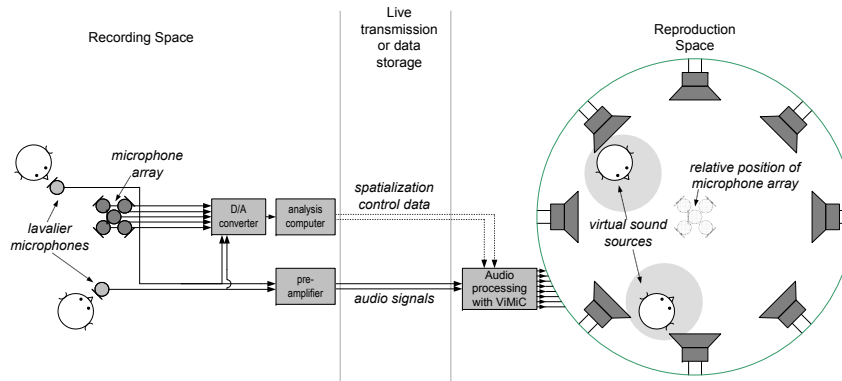 Recording Space
Live
transmission
or data
storage
Reproduction
Space
microphone
array
lavalier
microphones
D/A
converter
analysis
computer
spatialization
control data
pre-
amplifier
audio signals
Audio
processing
with ViMiC
relative position of
microphone array
virtual sound
sources